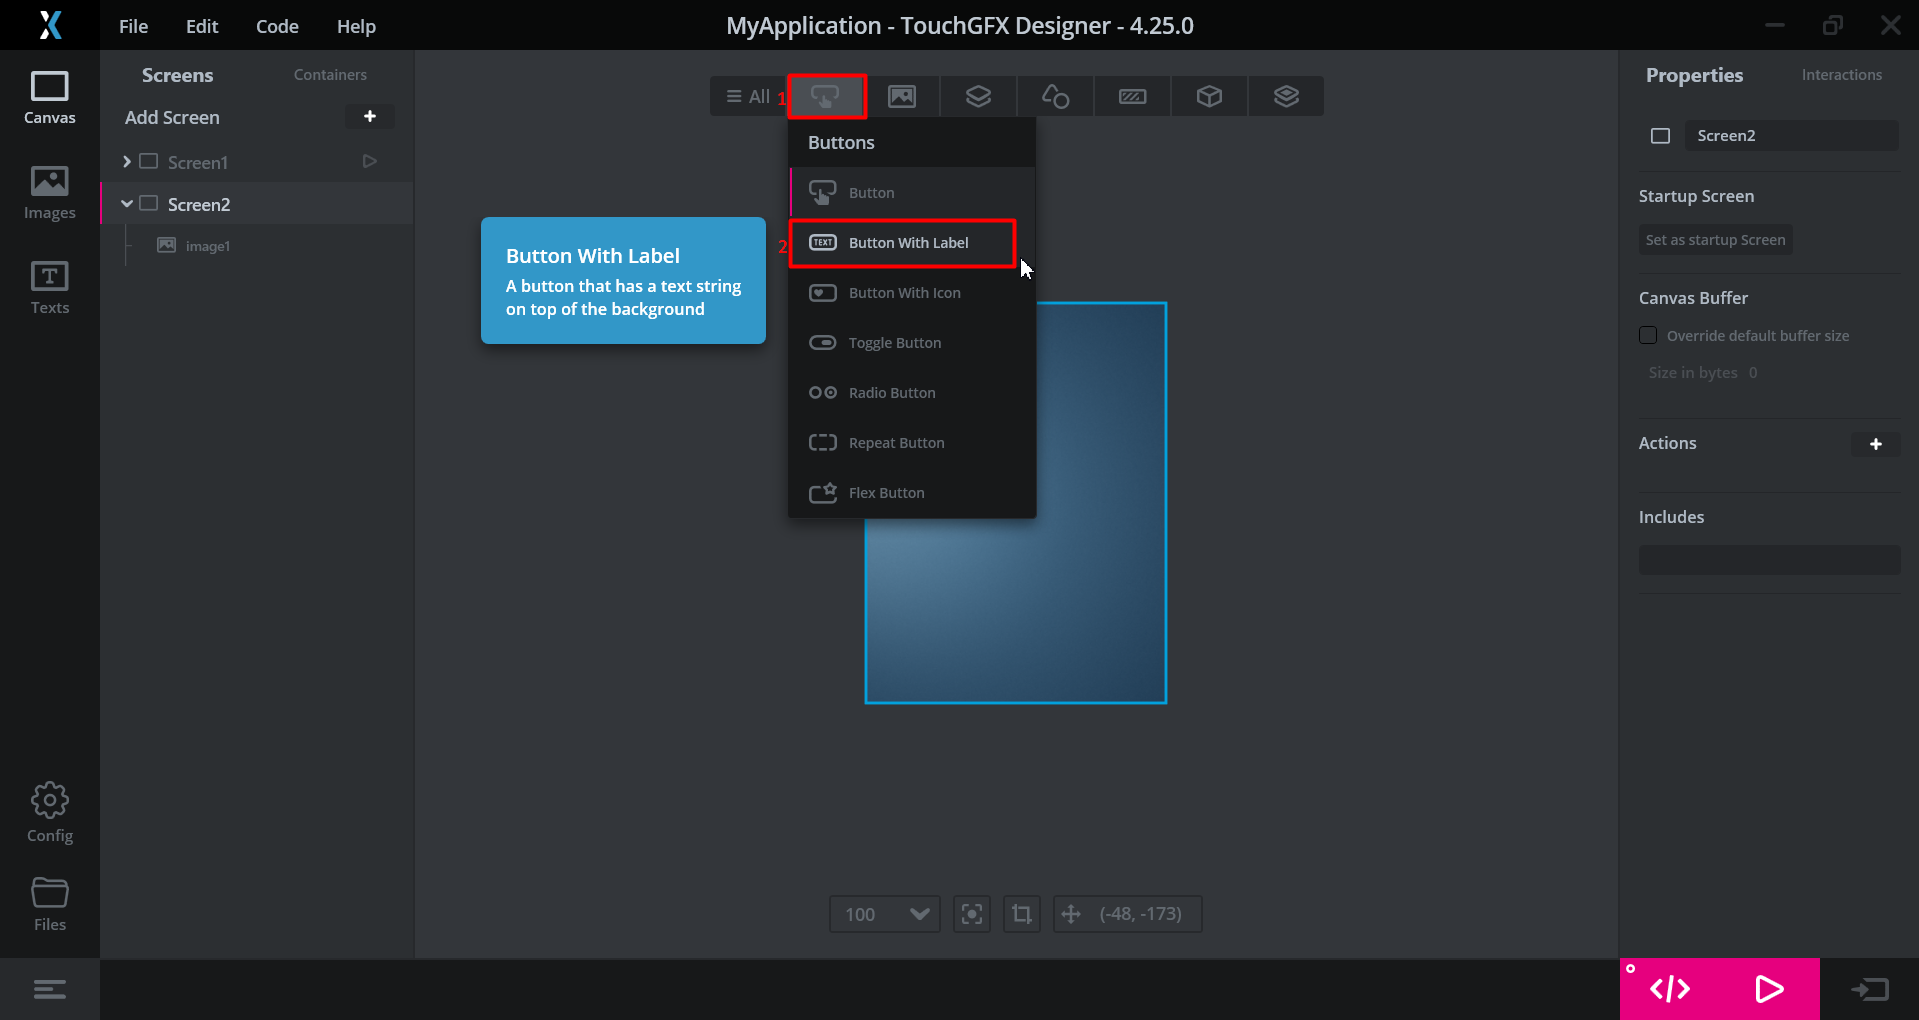 File Edit Code Help
MyApplication - TouchGFX Designer - 4.25.0
Canvas
Images
Texts
Config
Files
Screens Containers
Add Screen +
Screen1
Screen2
image1
All 1
Buttons
Button
2 TEXT Button With Label
Button With Icon
Toggle Button
Radio Button
Repeat Button
Flex Button
Button With Label
A button that has a text string
on top of the background
100
(-48, -173)
Properties Interactions
Screen2
Startup Screen
Set as startup Screen
Canvas Buffer
Override default buffer size
Size in bytes 0
Actions +
Includes